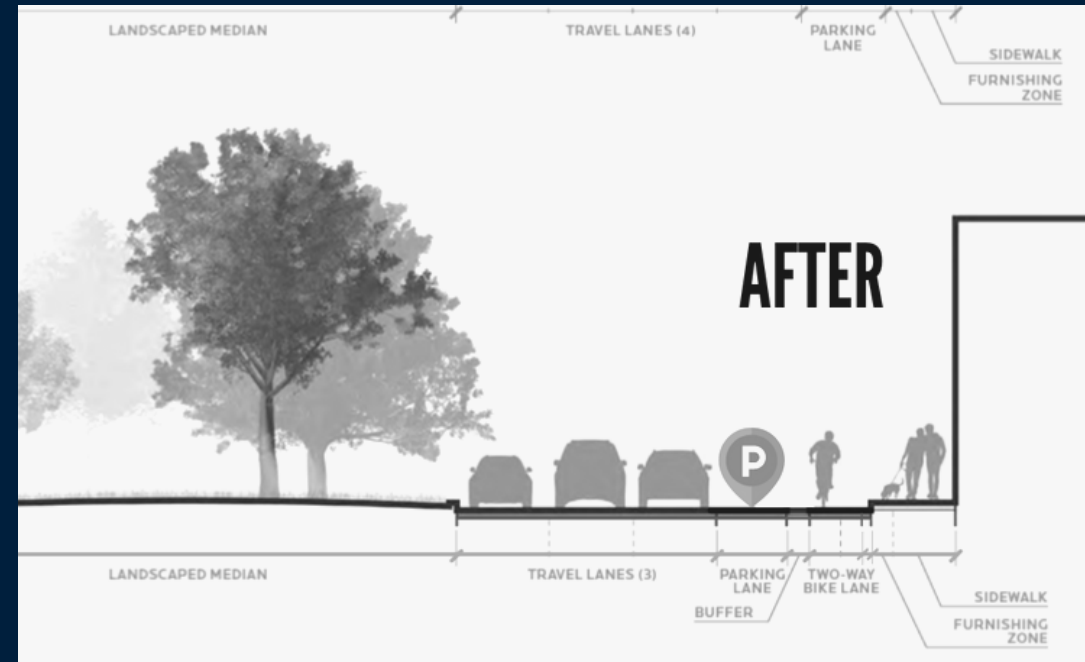 LANDSCAPED MEDIAN
TRAVEL LANES (4)
PARKING
LANE
SIDEWALK
FURNISHING
ZONE
AFTER
P
LANDSCAPED MEDIAN
TRAVEL LANES (3)
PARKING
LANE
TWO-WAY
BIKE LANE
BUFFER
SIDEWALK
FURNISHING
ZONE